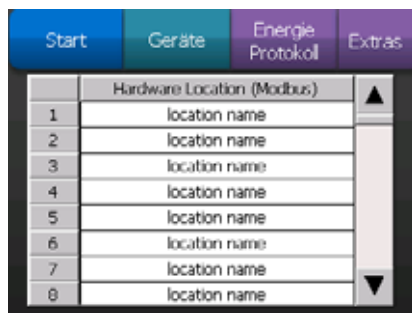 Start
Geräte
Energie
Protokoll
Extras
Hardware Location (Modbus)
1 location name
2 location name
3 location name
4 location name
5 location name
6 location name
7 location name
8 location name